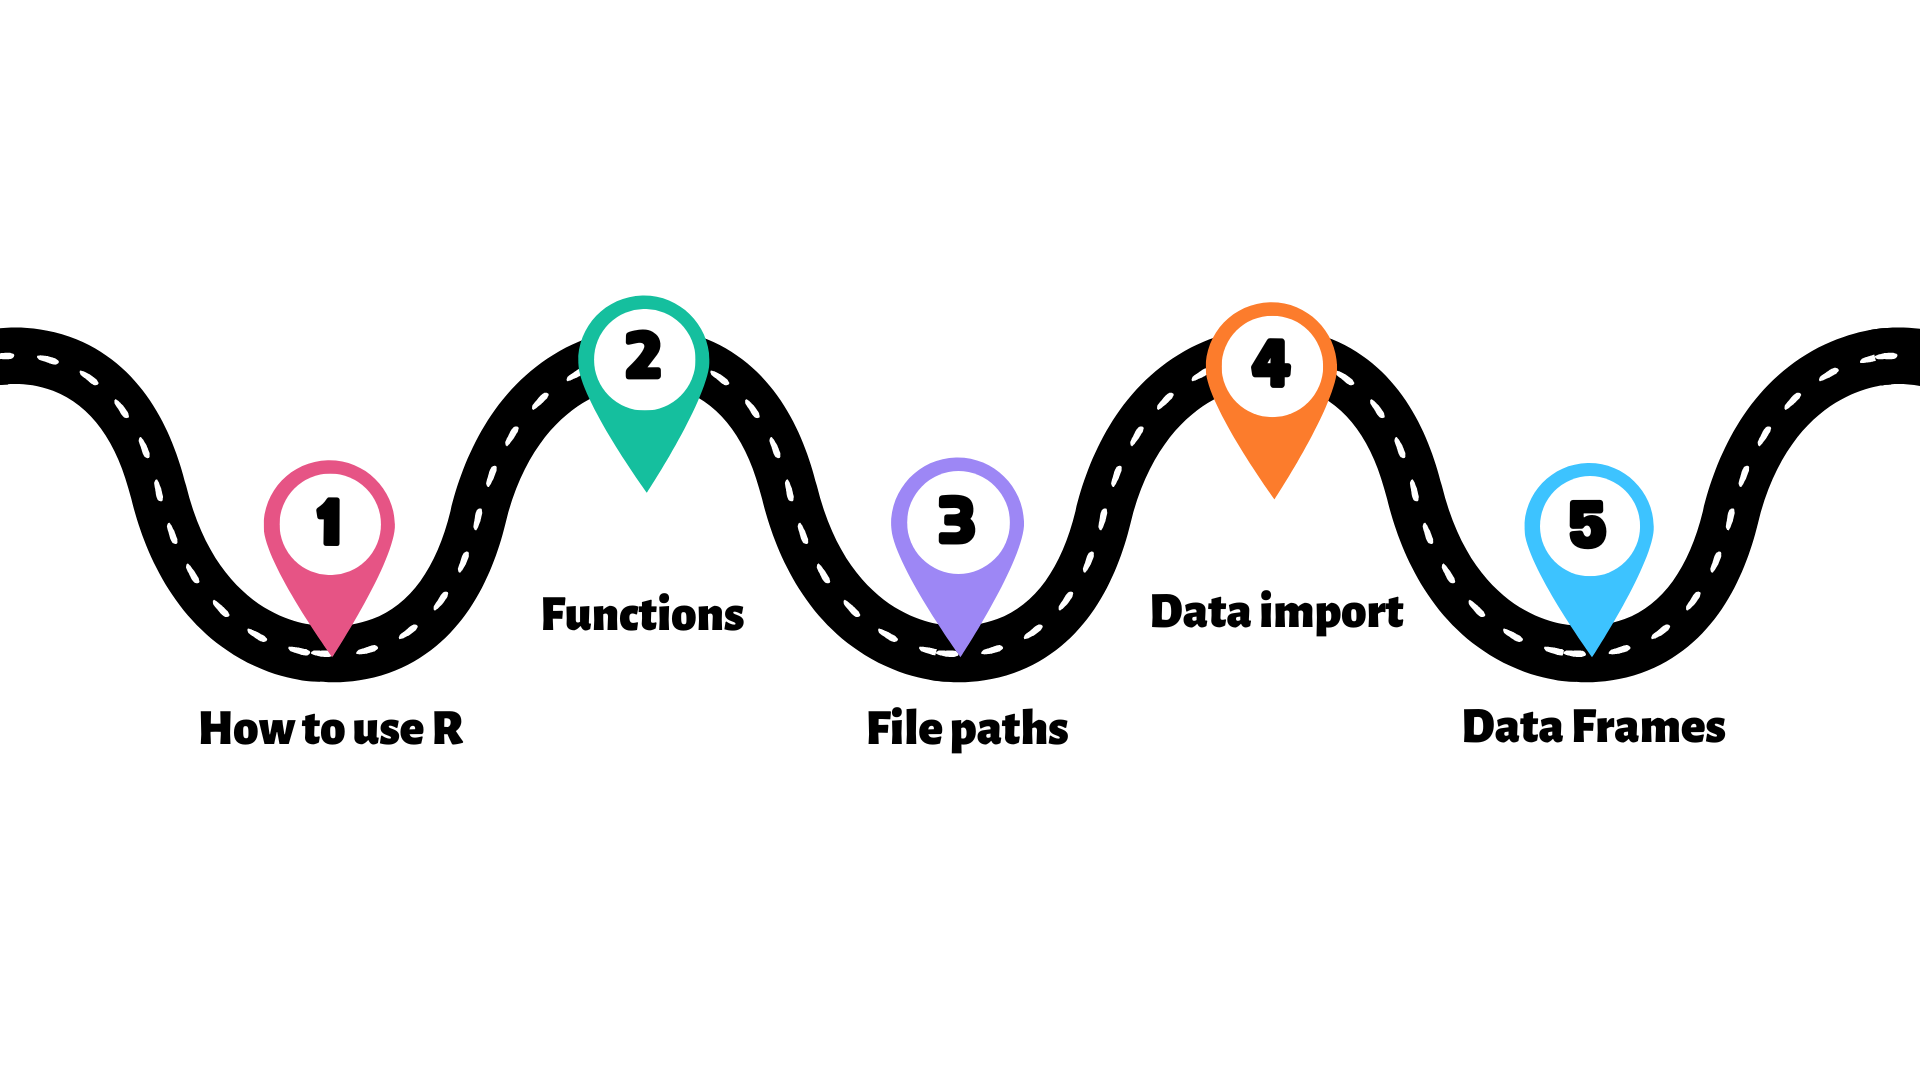 1
How to use R
2
Functions
3
File paths
4
Data import
5
Data Frames